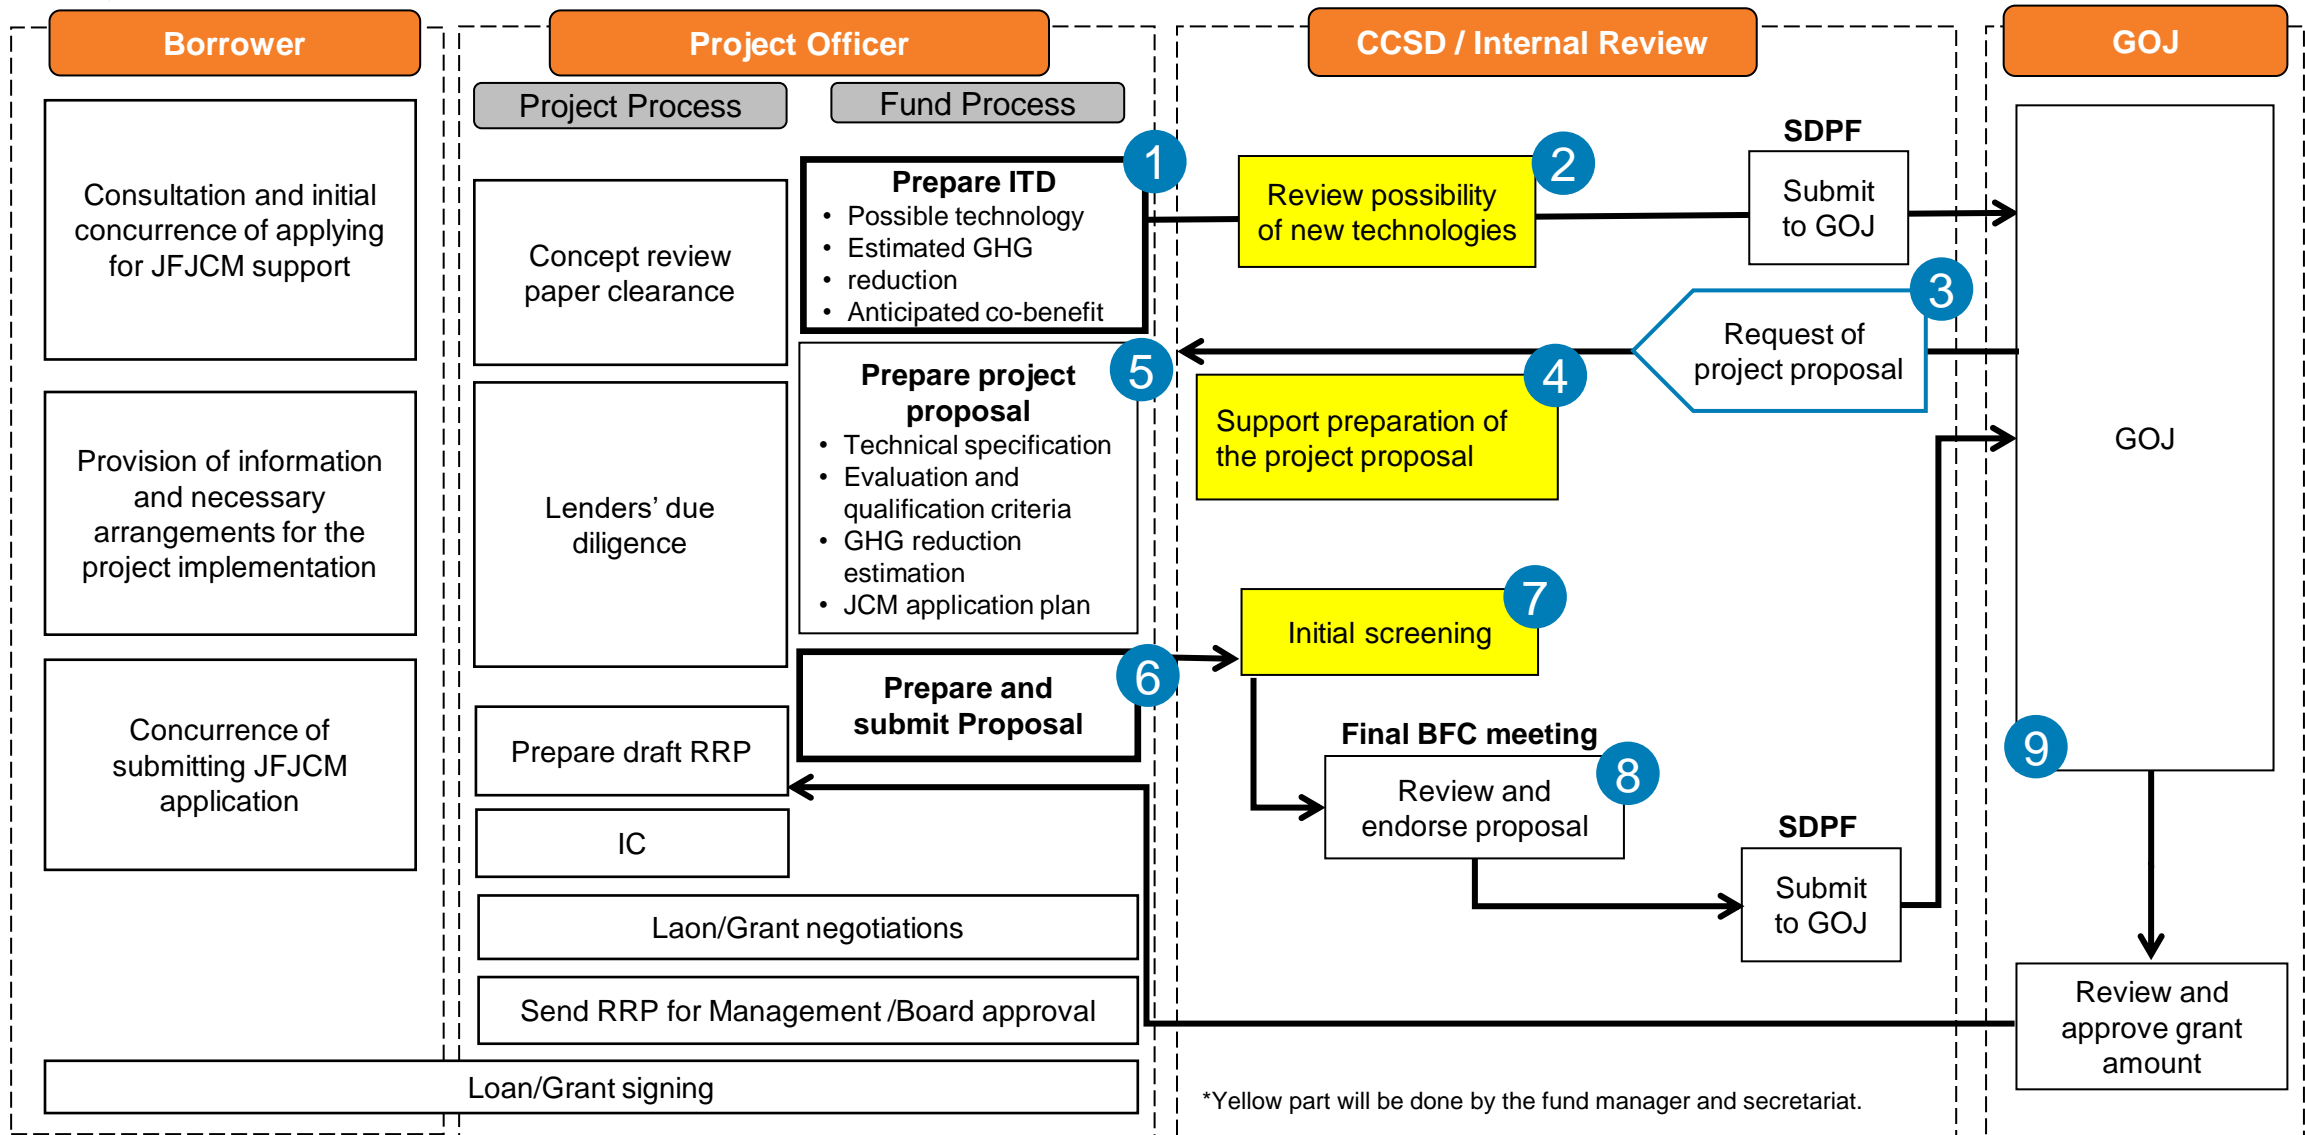 Borrower
Project Officer
CCSD / Internal Review
GOJ
Project Process
Fund Process
Consultation and initial
concurrence of applying
for JFJCM support
Provision of information
and necessary
arrangements for the
project implementation
Concurrence of
submitting JFJCM
application
Concept review
paper clearance
Lenders’ due
diligence
Prepare draft RRP
IC
Laon/Grant negotiations
Send RRP for Management /Board approval
Loan/Grant signing
1
Prepare ITD
• Possible technology
• Estimated GHG
• reduction
• Anticipated co-benefit
5
Prepare project
proposal
• Technical specification
• Evaluation and
qualification criteria
• GHG reduction
estimation
• JCM application plan
6
Prepare and
submit Proposal
2
Review possibility
of new technologies
SDPF
Submit
to GOJ
3
Request of
project proposal
4
Support preparation of
the project proposal
7
Initial screening
Final BFC meeting
8
Review and
endorse proposal
SDPF
Submit
to GOJ
*Yellow part will be done by the fund manager and secretariat.
GOJ
9
Review and
approve grant
amount